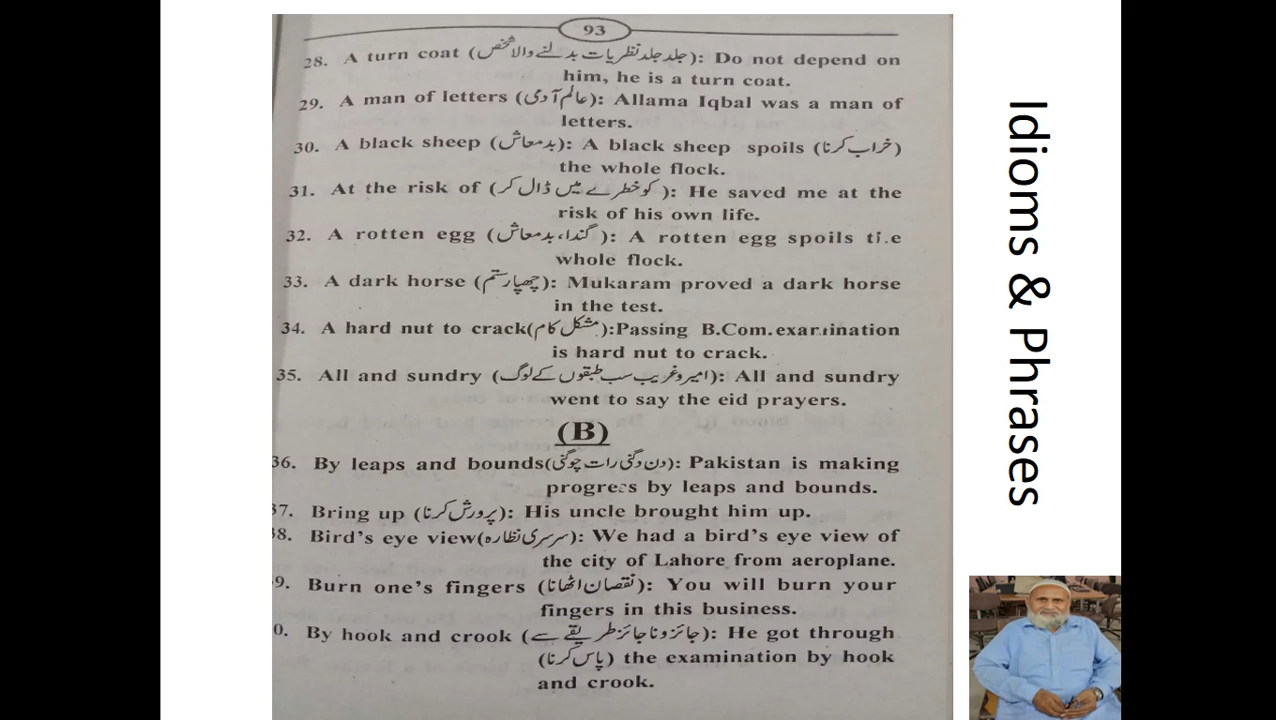 93
28. A turn coat (جلد جلد نظریات بدلنے والا شخص): Do not depend on
him, he is a turn coat.
29. A man of letters (عالم آدمی): Allama Iqbal was a man of
letters.
30. A black sheep (بدمعاش): A black sheep spoils (خراب کرنا)
the whole flock.
31. At the risk of (کو خطرے میں ڈال کر): He saved me at the
risk of his own life.
32. A rotten egg (گندا، بدمعاش): A rotten egg spoils the
whole flock.
33. A dark horse (چھپا رستم): Mukaram proved a dark horse
in the test.
34. A hard nut to crack(مشکل کام):Passing B.Com.examination
is hard nut to crack.
35. All and sundry (امیر و غریب سب طبقوں کے لوگ): All and sundry
went to say the eid prayers.
(B)
36. By leaps and bounds(دن دگنی رات چوگنی): Pakistan is making
progress by leaps and bounds.
37. Bring up (پرورش کرنا): His uncle brought him up.
38. Bird's eye view(سرسری نظارہ): We had a bird's eye view of
the city of Lahore from aeroplane.
9. Burn one's fingers (نقصان اٹھانا): You will burn your
fingers in this business.
0. By hook and crook (جائز و ناجائز طریقے سے): He got through
(پاس کرنا) the examination by hook
and crook.
Idioms & Phrases